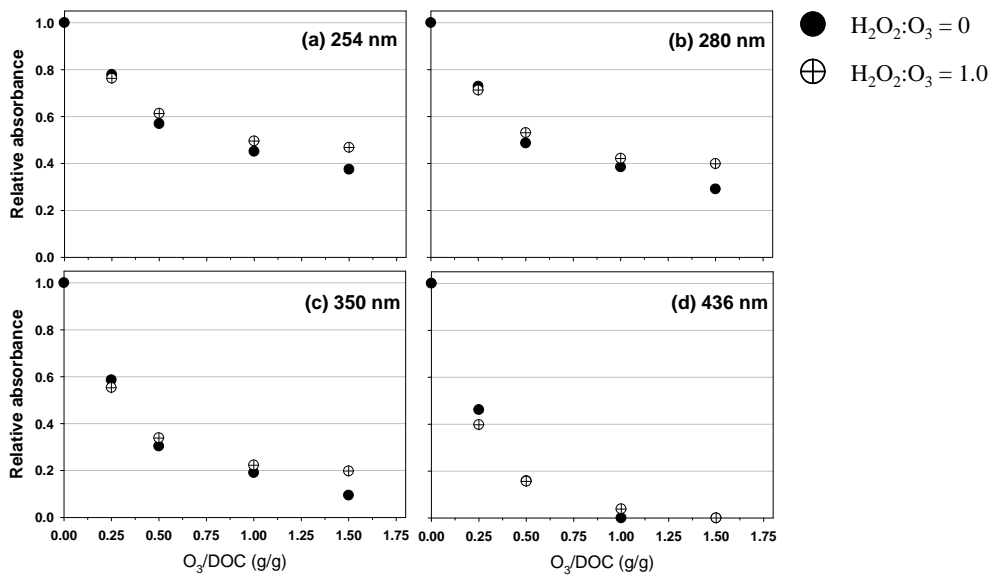 H₂O₂:O₃ = 0
H₂O₂:O₃ = 1.0
(a) 254 nm
Relative absorbance
1.0
0.8
0.6
0.4
0.2
0.0
(b) 280 nm
(c) 350 nm
Relative absorbance
1.0
0.8
0.6
0.4
0.2
0.0
0.00 0.25 0.50 0.75 1.00 1.25 1.50 1.75
O₃/DOC (g/g)
(d) 436 nm
0.00 0.25 0.50 0.75 1.00 1.25 1.50 1.75
O₃/DOC (g/g)